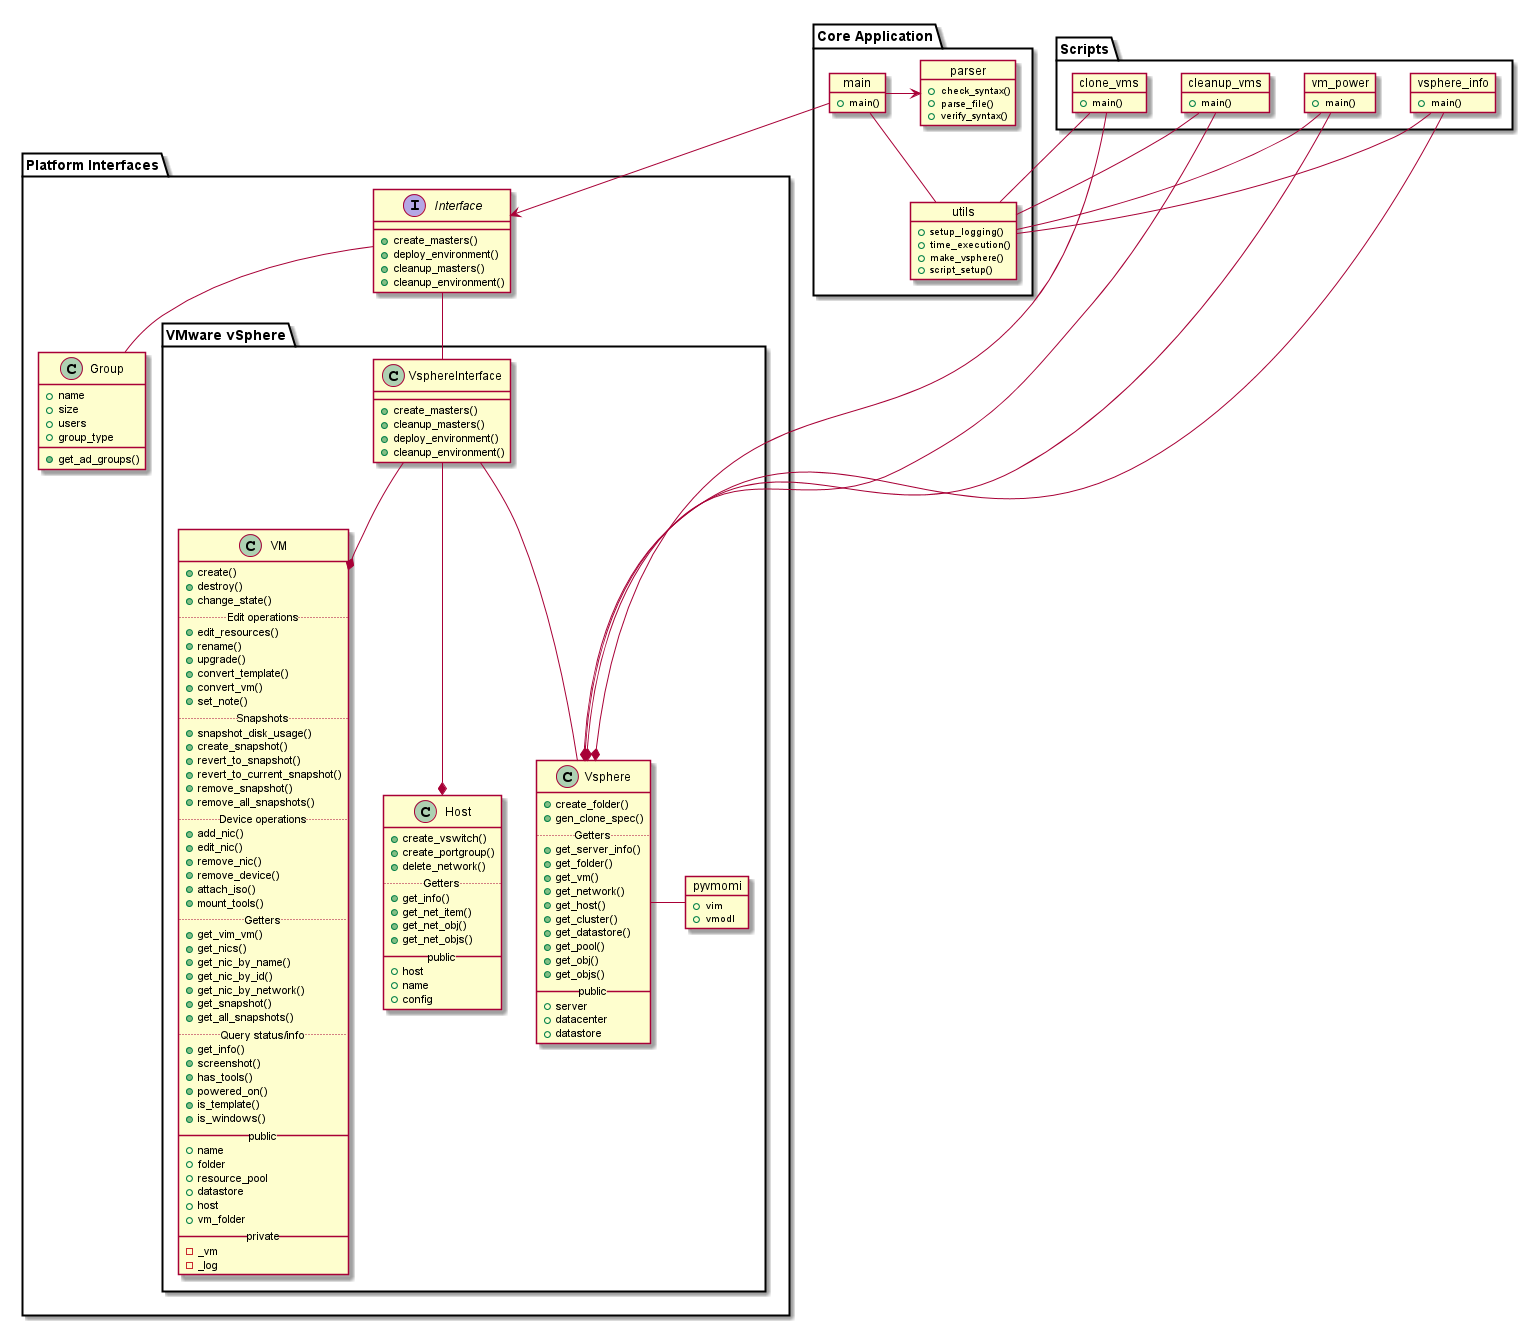 Core Application
main
main()
parser
check_syntax()
parse_file()
verify_syntax()
utils
setup_logging()
time_execution()
make_vsphere()
script_setup()
Scripts
clone_vms
main()
cleanup_vms
main()
vm_power
main()
vsphere_info
main()
Platform Interfaces
I
Interface
create_masters()
deploy_environment()
cleanup_masters()
cleanup_environment()
C
Group
name
size
users
group_type
get_ad_groups()
VMware vSphere
C
VsphereInterface
create_masters()
cleanup_masters()
deploy_environment()
cleanup_environment()
C
VM
create()
destroy()
change_state()
Edit operations
edit_resources()
rename()
upgrade()
convert_template()
convert_vm()
set_note()
Snapshots
snapshot_disk_usage()
create_snapshot()
revert_to_snapshot()
revert_to_current_snapshot()
remove_snapshot()
remove_all_snapshots()
Device operations
add_nic()
edit_nic()
remove_nic()
remove_device()
attach_iso()
mount_tools()
Getters
get_vim_vm()
get_nics()
get_nic_by_name()
get_nic_by_id()
get_nic_by_network()
get_snapshot()
get_all_snapshots()
Query status/info
get_info()
screenshot()
has_tools()
powered_on()
is_template()
is_windows()
public
name
folder
resource_pool
datastore
host
vm_folder
private
_vm
_log
C
Host
create_vswitch()
create_portgroup()
delete_network()
Getters
get_info()
get_net_item()
get_net_obj()
get_net_objs()
public
host
name
config
C
Vsphere
create_folder()
gen_clone_spec()
Getters
get_server_info()
get_folder()
get_vm()
get_network()
get_host()
get_cluster()
get_datastore()
get_pool()
get_obj()
get_objs()
public
server
datacenter
datastore
pyvmomi
vim
vmodl